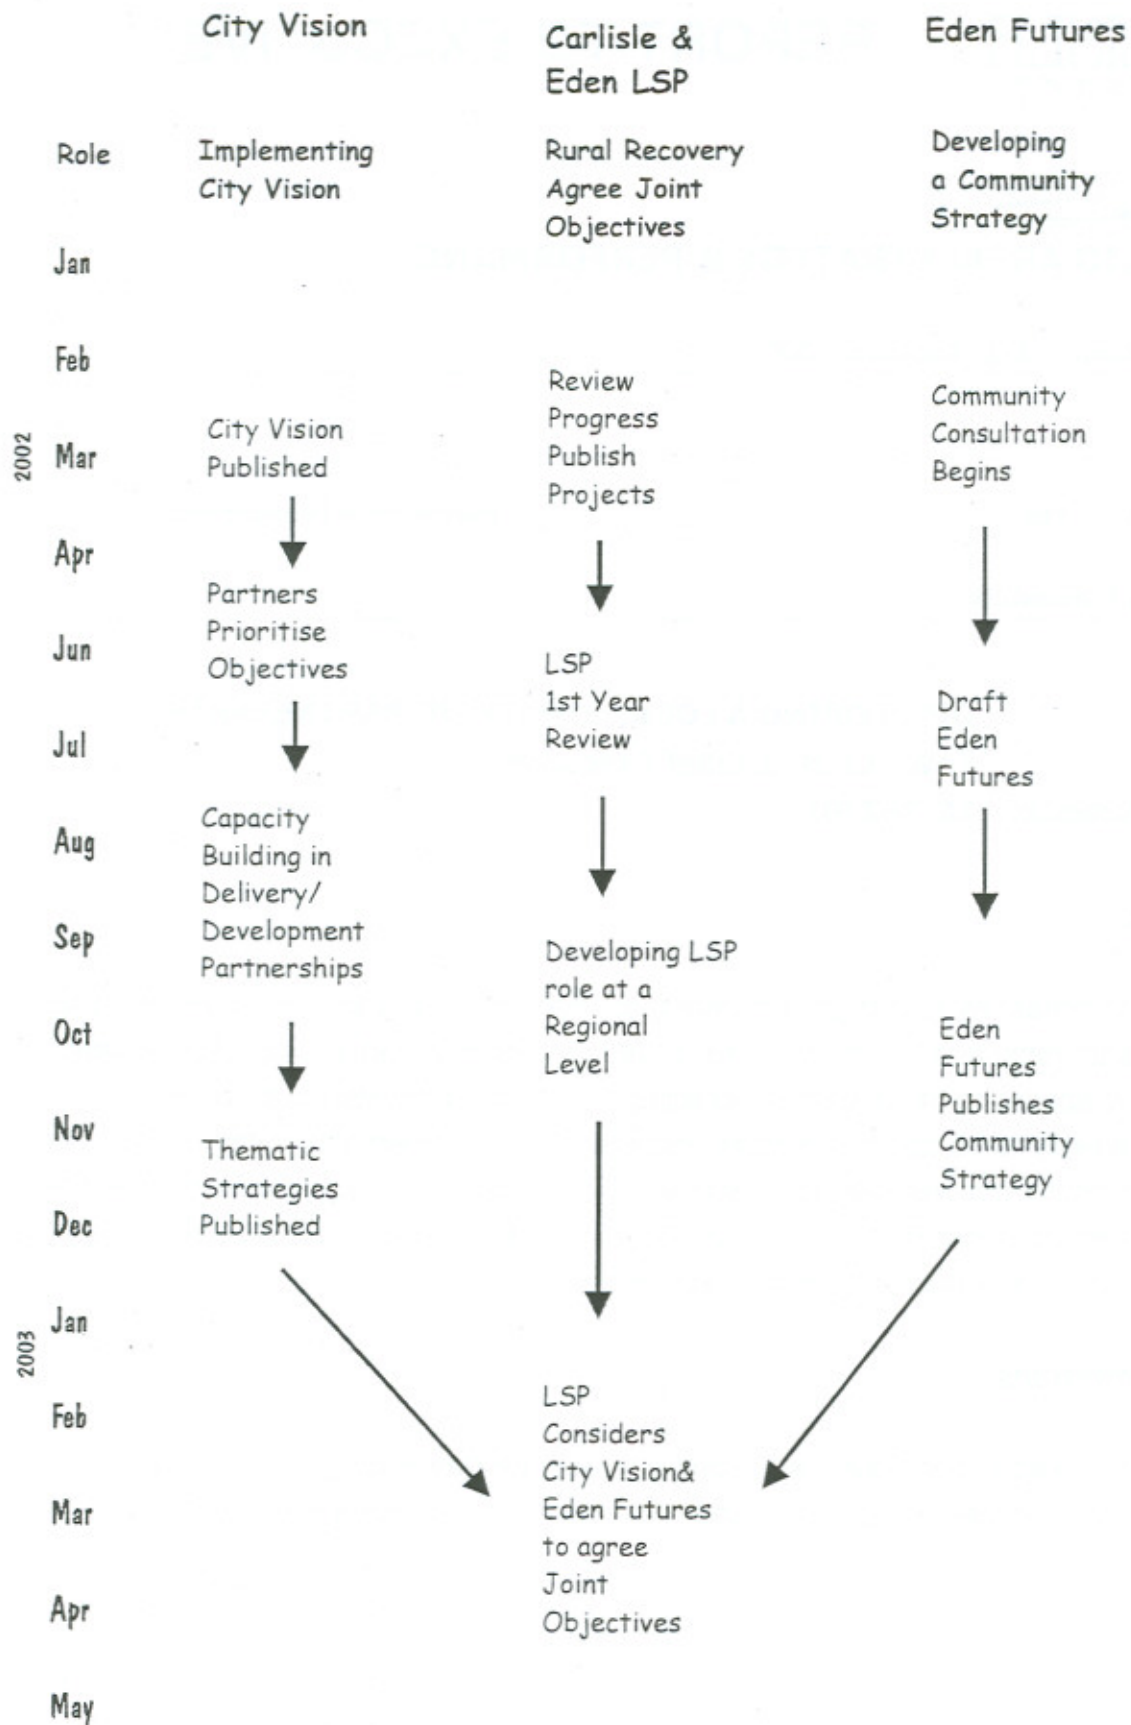 City Vision
Carlisle &
Eden LSP
Eden Futures
Role
Implementing
City Vision
Rural Recovery
Agree Joint
Objectives
Developing
a Community
Strategy
2002
Jan
Feb
Mar
Apr
Jun
Jul
Aug
Sep
Oct
Nov
Dec
2003
Jan
Feb
Mar
Apr
May
City Vision
Published
Partners
Prioritise
Objectives
Capacity
Building in
Delivery/
Development
Partnerships
Thematic
Strategies
Published
Review
Progress
Publish
Projects
LSP
1st Year
Review
Developing LSP
role at a
Regional
Level
LSP
Considers
City Vision&
Eden Futures
to agree
Joint
Objectives
Community
Consultation
Begins
Draft
Eden
Futures
Eden
Futures
Publishes
Community
Strategy